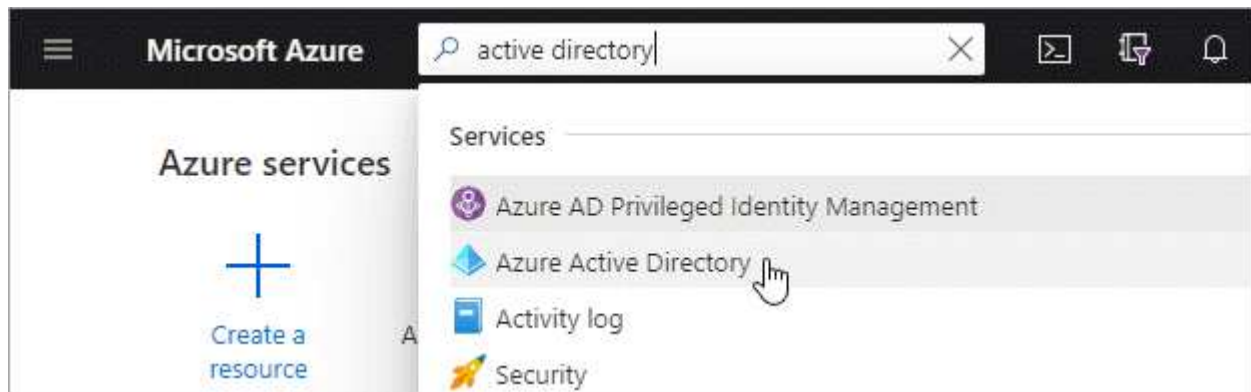 Microsoft Azure
active directory
Azure services
Services
Azure AD Privileged Identity Management
Azure Active Directory
Activity log
Security
Create a
resource
A